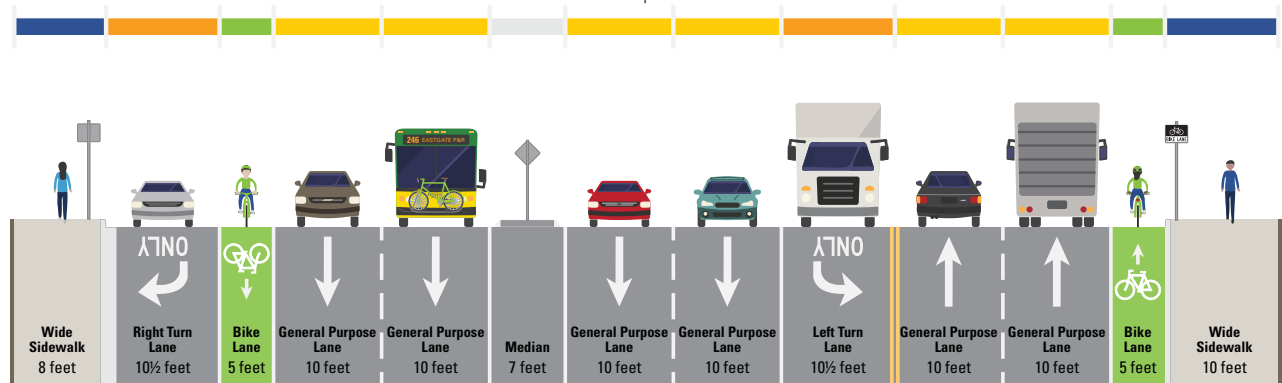 246 EASTGATE P&R
BIKE LANE
ONLY
ONLY
Wide
Sidewalk
8 feet
Right Turn
Lane
10½ feet
Bike
Lane
5 feet
General Purpose
Lane
10 feet
General Purpose
Lane
10 feet
Median
7 feet
General Purpose
Lane
10 feet
General Purpose
Lane
10 feet
Left Turn
Lane
10½ feet
General Purpose
Lane
10 feet
General Purpose
Lane
10 feet
Bike
Lane
5 feet
Wide
Sidewalk
10 feet